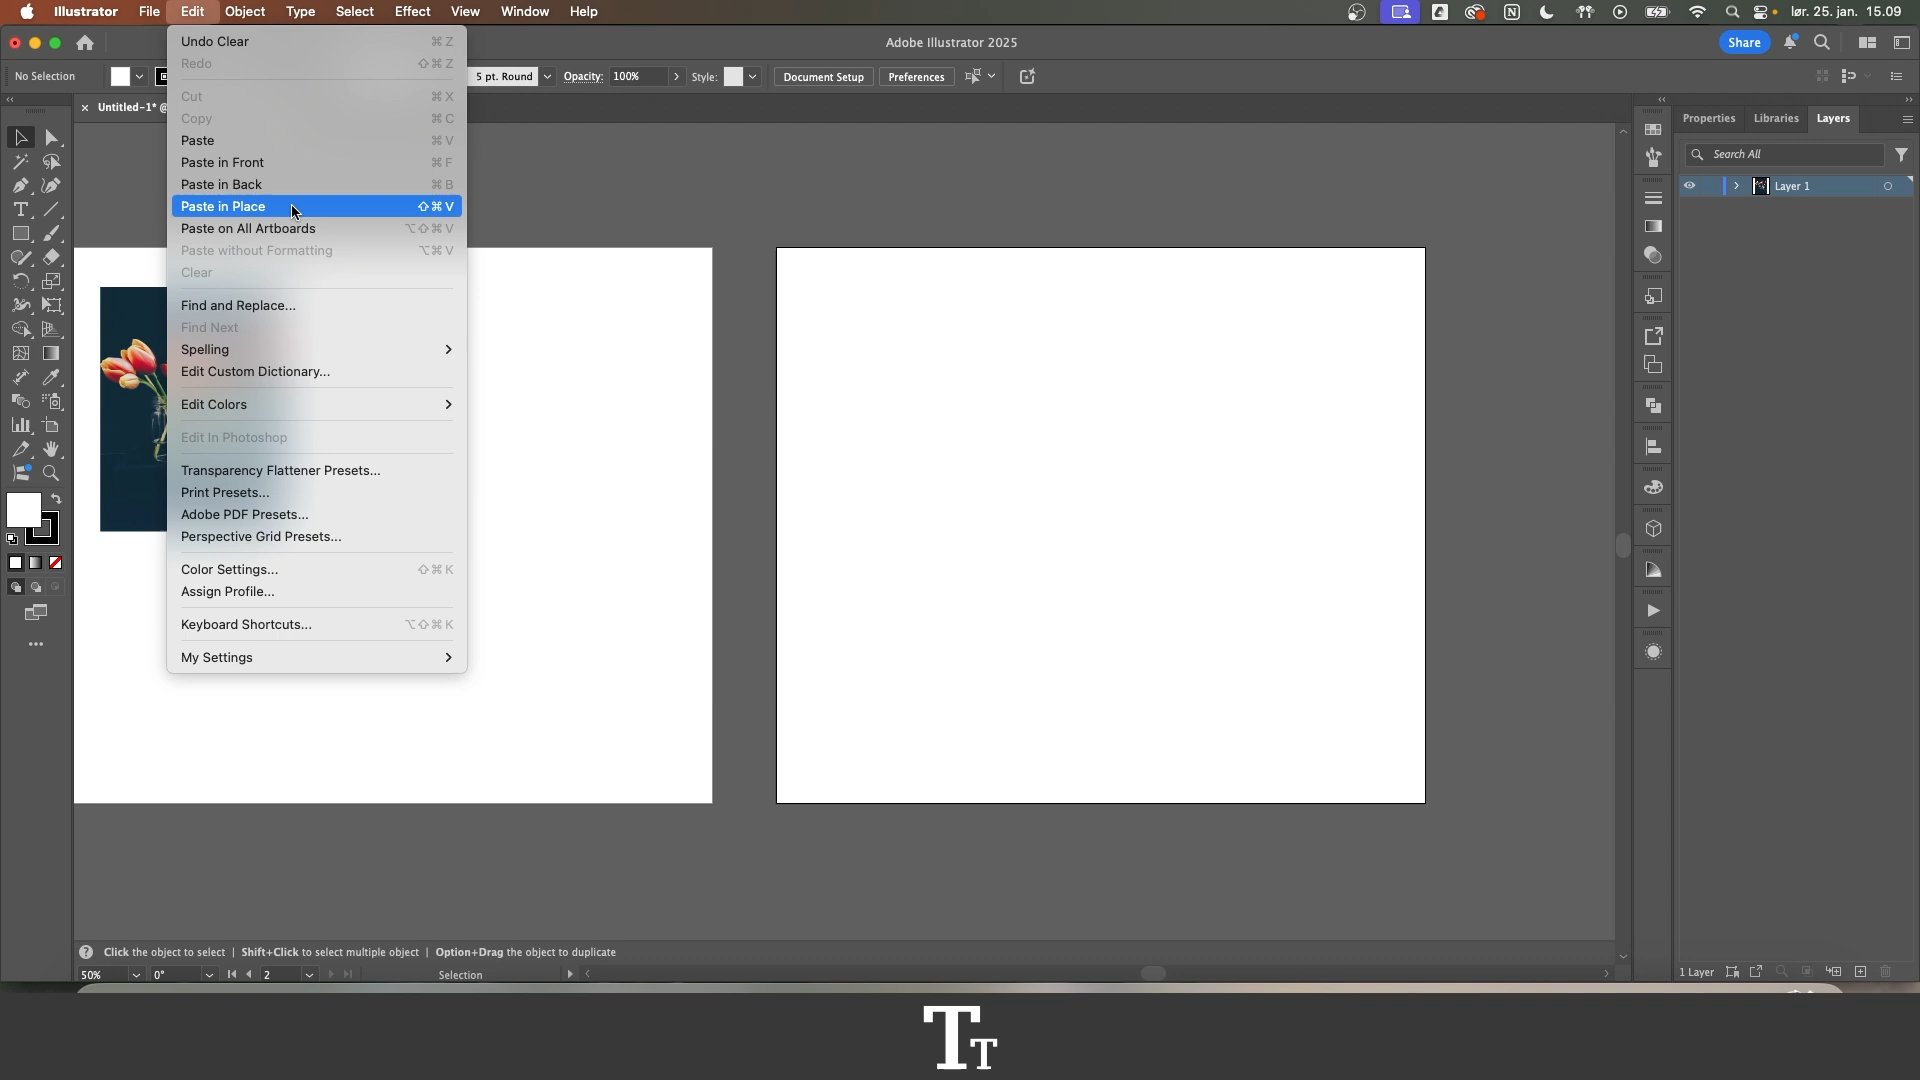 Illustrator File Edit Object Type Select Effect View Window Help lør. 25. jan. 15.09
Adobe Illustrator 2025 Share
No Selection 5 pt. Round Opacity: 100% Style: Document Setup Preferences
× Untitled-1* @
Undo Clear ⌘ Z
Redo ⇧ ⌘ Z
Cut ⌘ X
Copy ⌘ C
Paste ⌘ V
Paste in Front ⌘ F
Paste in Back ⌘ B
Paste in Place ⇧ ⌘ V
Paste on All Artboards ⌥ ⇧ ⌘ V
Paste without Formatting ⌥ ⌘ V
Clear
Find and Replace...
Find Next
Spelling
Edit Custom Dictionary...
Edit Colors
Edit In Photoshop
Transparency Flattener Presets...
Print Presets...
Adobe PDF Presets...
Perspective Grid Presets...
Color Settings... ⇧ ⌘ K
Assign Profile...
Keyboard Shortcuts... ⌥ ⇧ ⌘ K
My Settings
Properties Libraries Layers
Search All
Layer 1
Click the object to select | Shift+Click to select multiple object | Option+Drag the object to duplicate
50% 0° 2 Selection
1 Layer
TT